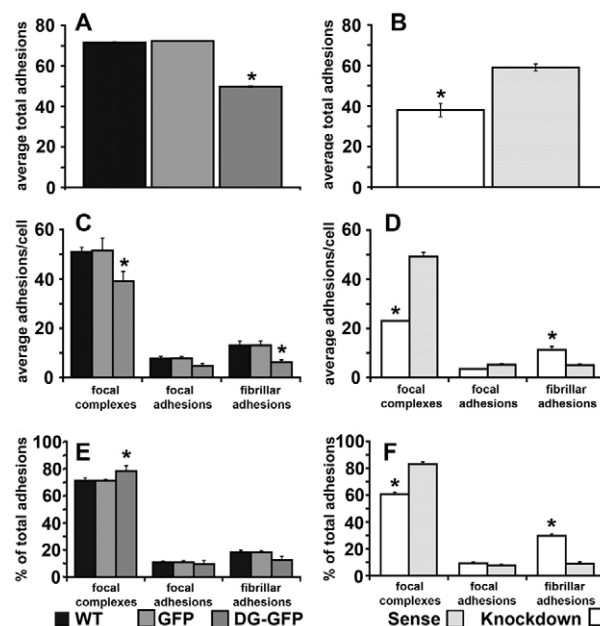 A
average total adhesions
80
60
40
20
0
*
B
average total adhesions
80
60
40
20
0
*
C
average adhesions/cell
60
40
20
0
*
*
focal complexes
focal adhesions
fibrillar adhesions
D
average adhesions/cell
60
40
20
0
*
*
focal complexes
focal adhesions
fibrillar adhesions
E
% of total adhesions
100
80
60
40
20
0
*
focal complexes
focal adhesions
fibrillar adhesions
F
% of total adhesions
100
80
60
40
20
0
*
*
focal complexes
focal adhesions
fibrillar adhesions
WT GFP DG-GFP
Sense Knockdown